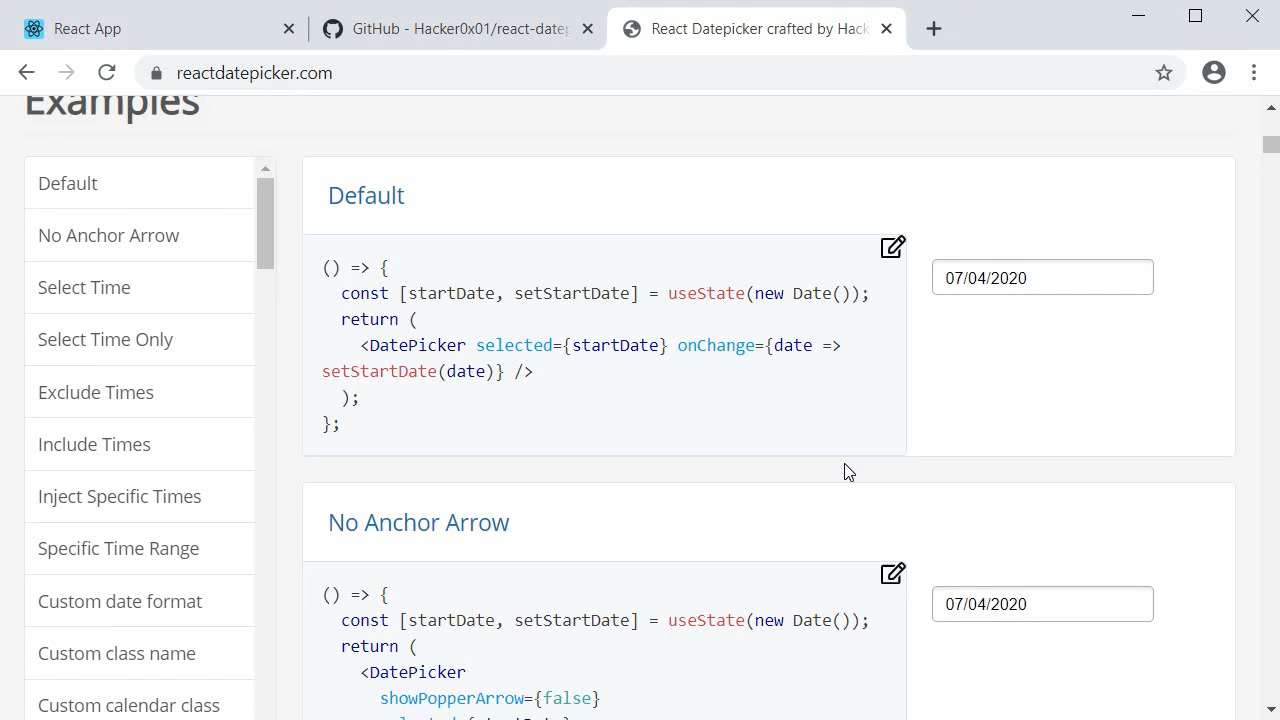 React App
GitHub - Hacker0x01/react-datep
React Datepicker crafted by Hack
reactdatepicker.com
Examples
Default
No Anchor Arrow
Select Time
Select Time Only
Exclude Times
Include Times
Inject Specific Times
Specific Time Range
Custom date format
Custom class name
Custom calendar class
Default
() => {
const [startDate, setStartDate] = useState(new Date());
return (
<DatePicker selected={startDate} onChange={date =>
setStartDate(date)} />
);
};
07/04/2020
No Anchor Arrow
() => {
const [startDate, setStartDate] = useState(new Date());
return (
<DatePicker
showPopperArrow={false}
07/04/2020